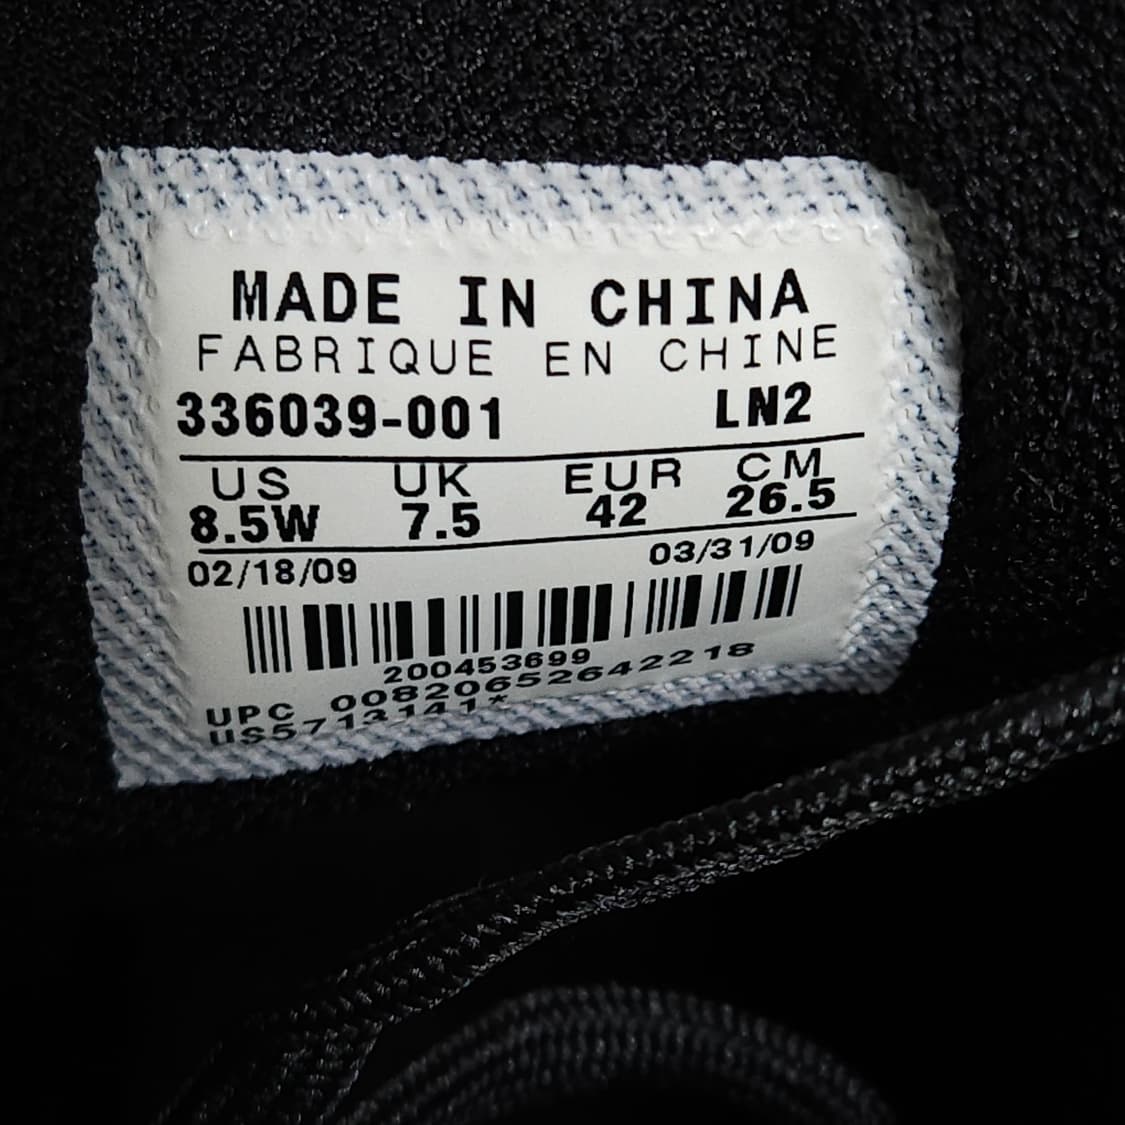 MADE IN CHINA
FABRIQUE EN CHINE
336039-001 LN2
US UK EUR CM
8.5W 7.5 42 26.5
02/18/09 03/31/09
200453699
UPC 00820652642218
US5713141*